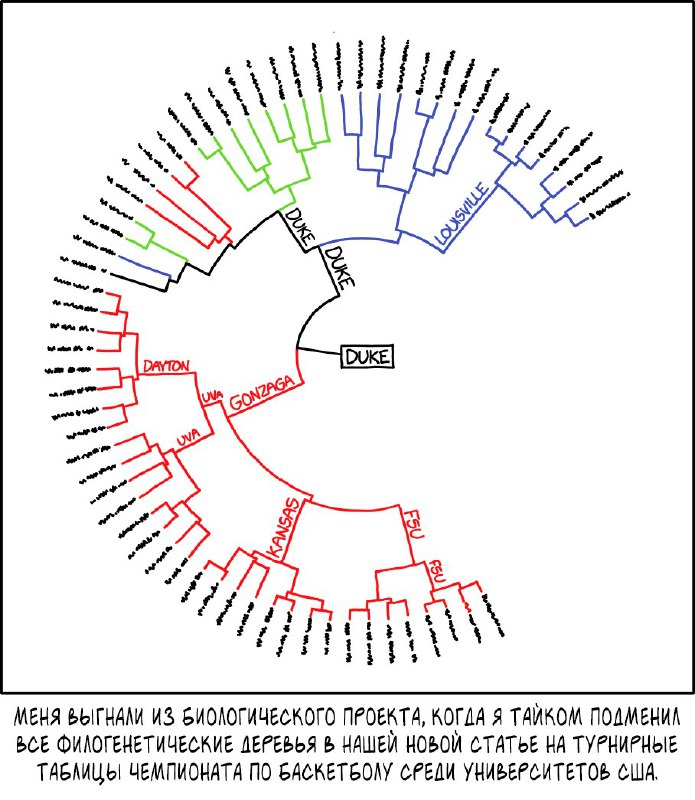 DUKE
DUKE
LOUISVILLE
DUKE
DAYTON
UVA
GONZAGA
UVA
KANSAS
FSU
FSU
МЕНЯ ВЫГНАЛИ ИЗ БИОЛОГИЧЕСКОГО ПРОЕКТА, КОГДА Я ТАЙКОМ ПОДМЕНИЛ
ВСЕ ФИЛОГЕНЕТИЧЕСКИЕ ДЕРЕВЬЯ В НАШЕЙ НОВОЙ СТАТЬЕ НА ТУРНИРНЫЕ
ТАБЛИЦЫ ЧЕМПИОНАТА ПО БАСКЕТБОЛУ СРЕДИ УНИВЕРСИТЕТОВ США.